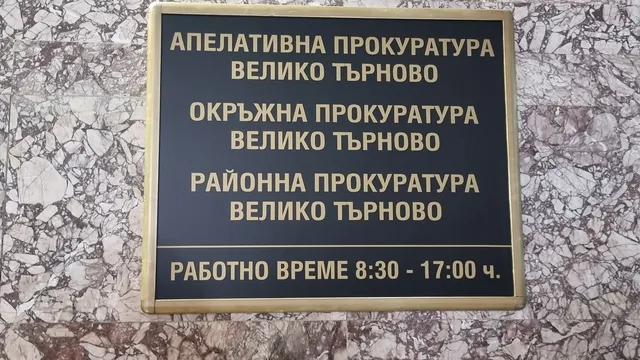 АПЕЛАТИВНА ПРОКУРАТУРА
ВЕЛИКО ТЪРНОВО
ОКРЪЖНА ПРОКУРАТУРА
ВЕЛИКО ТЪРНОВО
РАЙОННА ПРОКУРАТУРА
ВЕЛИКО ТЪРНОВО
РАБОТНО ВРЕМЕ 8:30 - 17:00 ч.